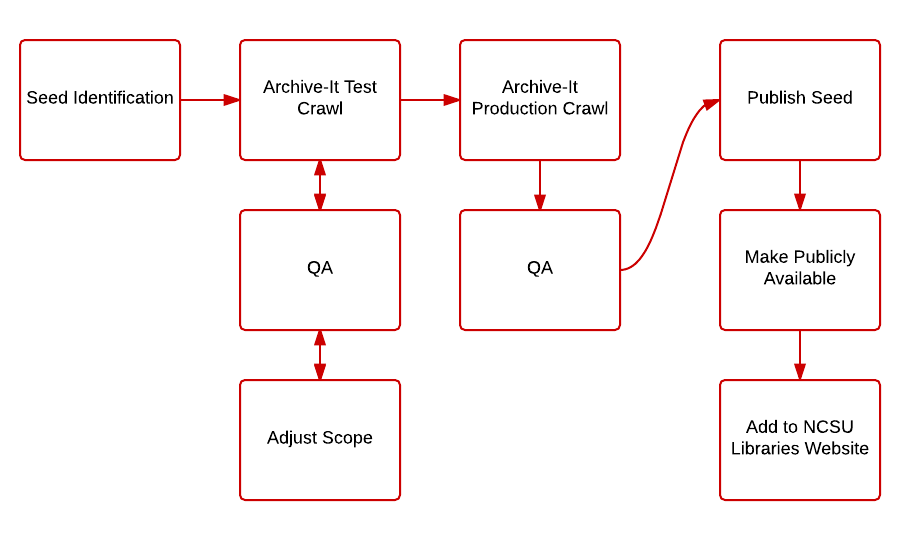 Seed Identification
Archive-It Test
Crawl
Archive-It
Production Crawl
Publish Seed
QA
QA
Make Publicly
Available
Adjust Scope
Add to NCSU
Libraries Website